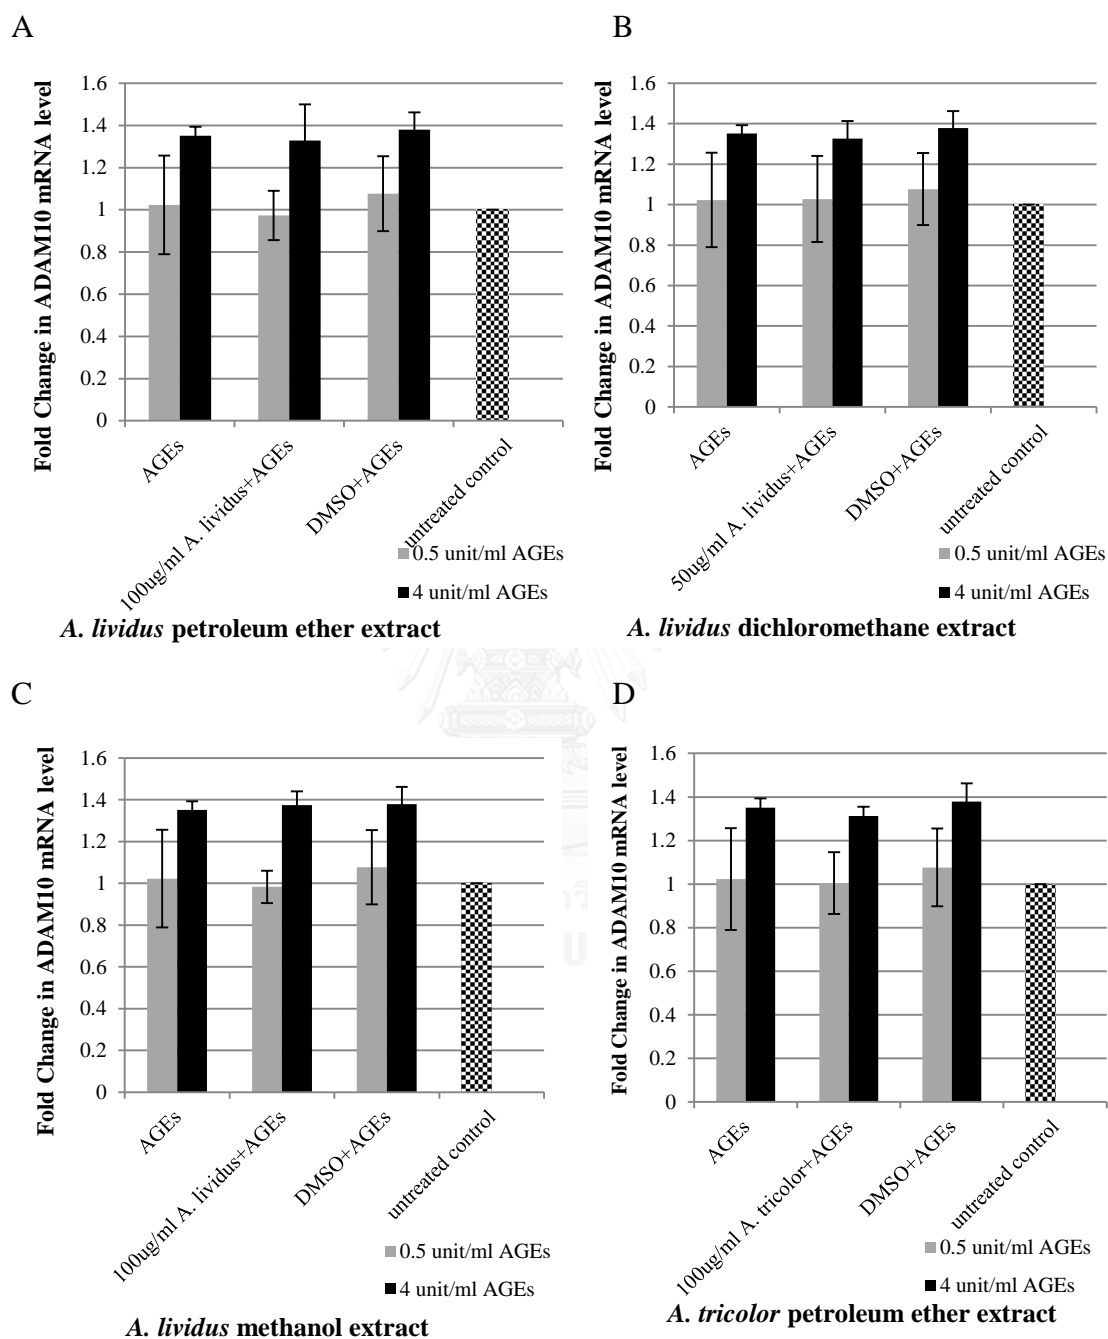 A
Fold Change in ADAM10 mRNA level
1.6
1.4
1.2
1
0.8
0.6
0.4
0.2
0
AGEs
100ug/ml A. lividus+AGEs
DMSO+AGEs
untreated control
0.5 unit/ml AGEs
4 unit/ml AGEs
A. lividus petroleum ether extract
B
Fold Change in ADAM10 mRNA level
1.6
1.4
1.2
1
0.8
0.6
0.4
0.2
0
AGEs
50ug/ml A. lividus+AGEs
DMSO+AGEs
untreated control
0.5 unit/ml AGEs
4 unit/ml AGEs
A. lividus dichloromethane extract
C
Fold Change in ADAM10 mRNA level
1.6
1.4
1.2
1
0.8
0.6
0.4
0.2
0
AGEs
100ug/ml A. lividus+AGEs
DMSO+AGEs
untreated control
0.5 unit/ml AGEs
4 unit/ml AGEs
A. lividus methanol extract
D
Fold Change in ADAM10 mRNA level
1.6
1.4
1.2
1
0.8
0.6
0.4
0.2
0
AGEs
100ug/ml A. tricolor+AGEs
DMSO+AGEs
untreated control
0.5 unit/ml AGEs
4 unit/ml AGEs
A. tricolor petroleum ether extract